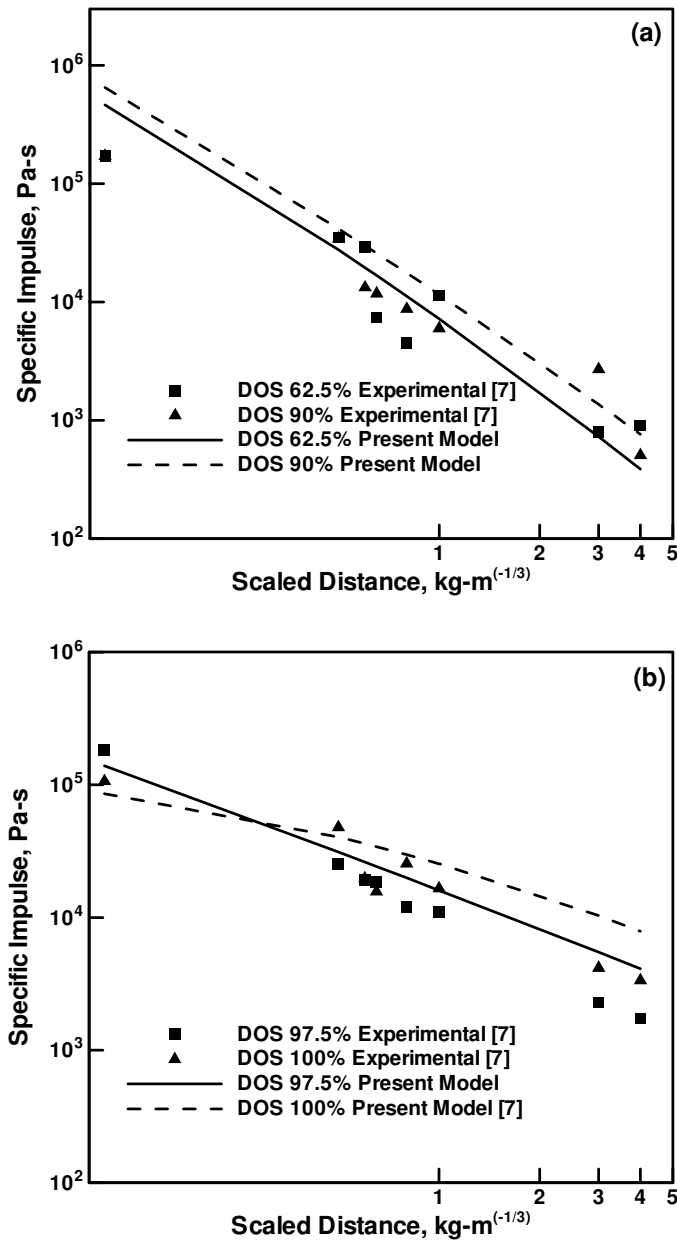 (a)
10^6
10^5
10^4
10^3
10^2
Specific Impulse, Pa-s
DOS 62.5% Experimental [7]
DOS 90% Experimental [7]
DOS 62.5% Present Model
DOS 90% Present Model
1 2 3 4 5
Scaled Distance, kg-m^(-1/3)
(b)
10^6
10^5
10^4
10^3
10^2
Specific Impulse, Pa-s
DOS 97.5% Experimental [7]
DOS 100% Experimental [7]
DOS 97.5% Present Model
DOS 100% Present Model [7]
1 2 3 4 5
Scaled Distance, kg-m^(-1/3)